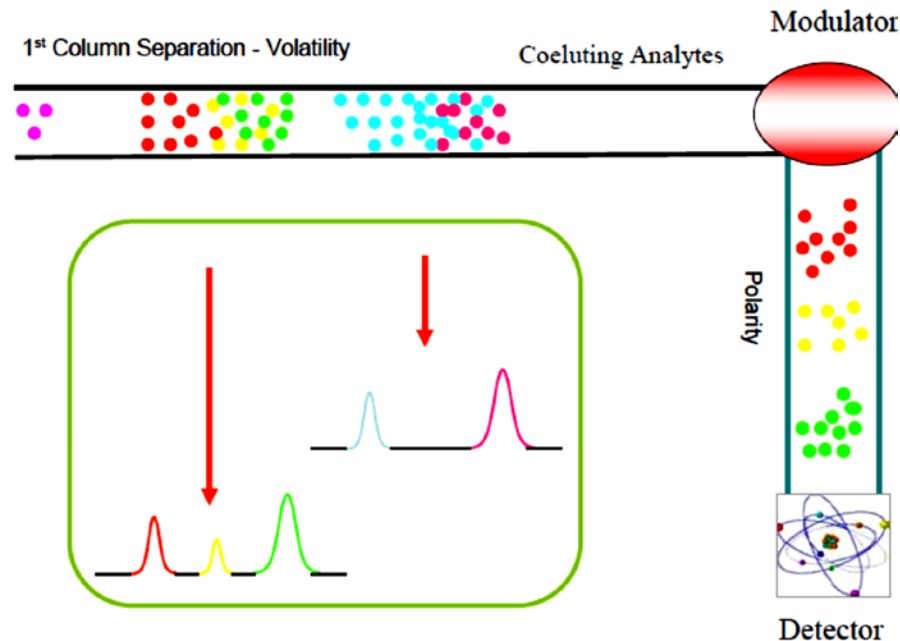 Modulator
1st Column Separation - Volatility
Coeluting Analytes
Polarity
Detector